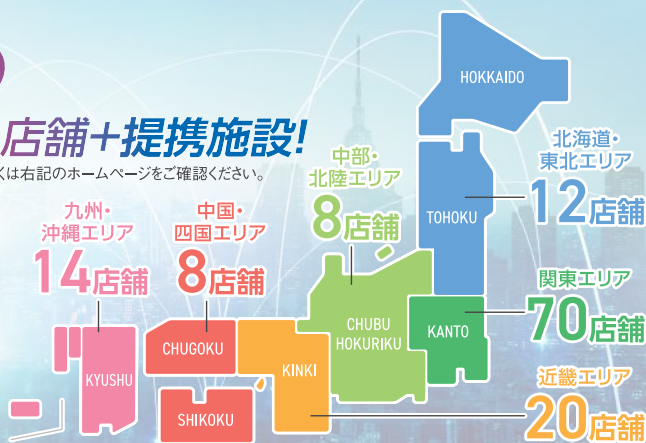 店舗+提携施設!
くは右記のホームページをご確認ください。
HOKKAIDO
北海道・
東北エリア
12店舗
TOHOKU
中部・
北陸エリア
8店舗
九州・
沖縄エリア
14店舗
中国・
四国エリア
8店舗
関東エリア
70店舗
CHUBU
HOKURIKU
KANTO
CHUGOKU
KINKI
KYUSHU
SHIKOKU
近畿エリア
20店舗